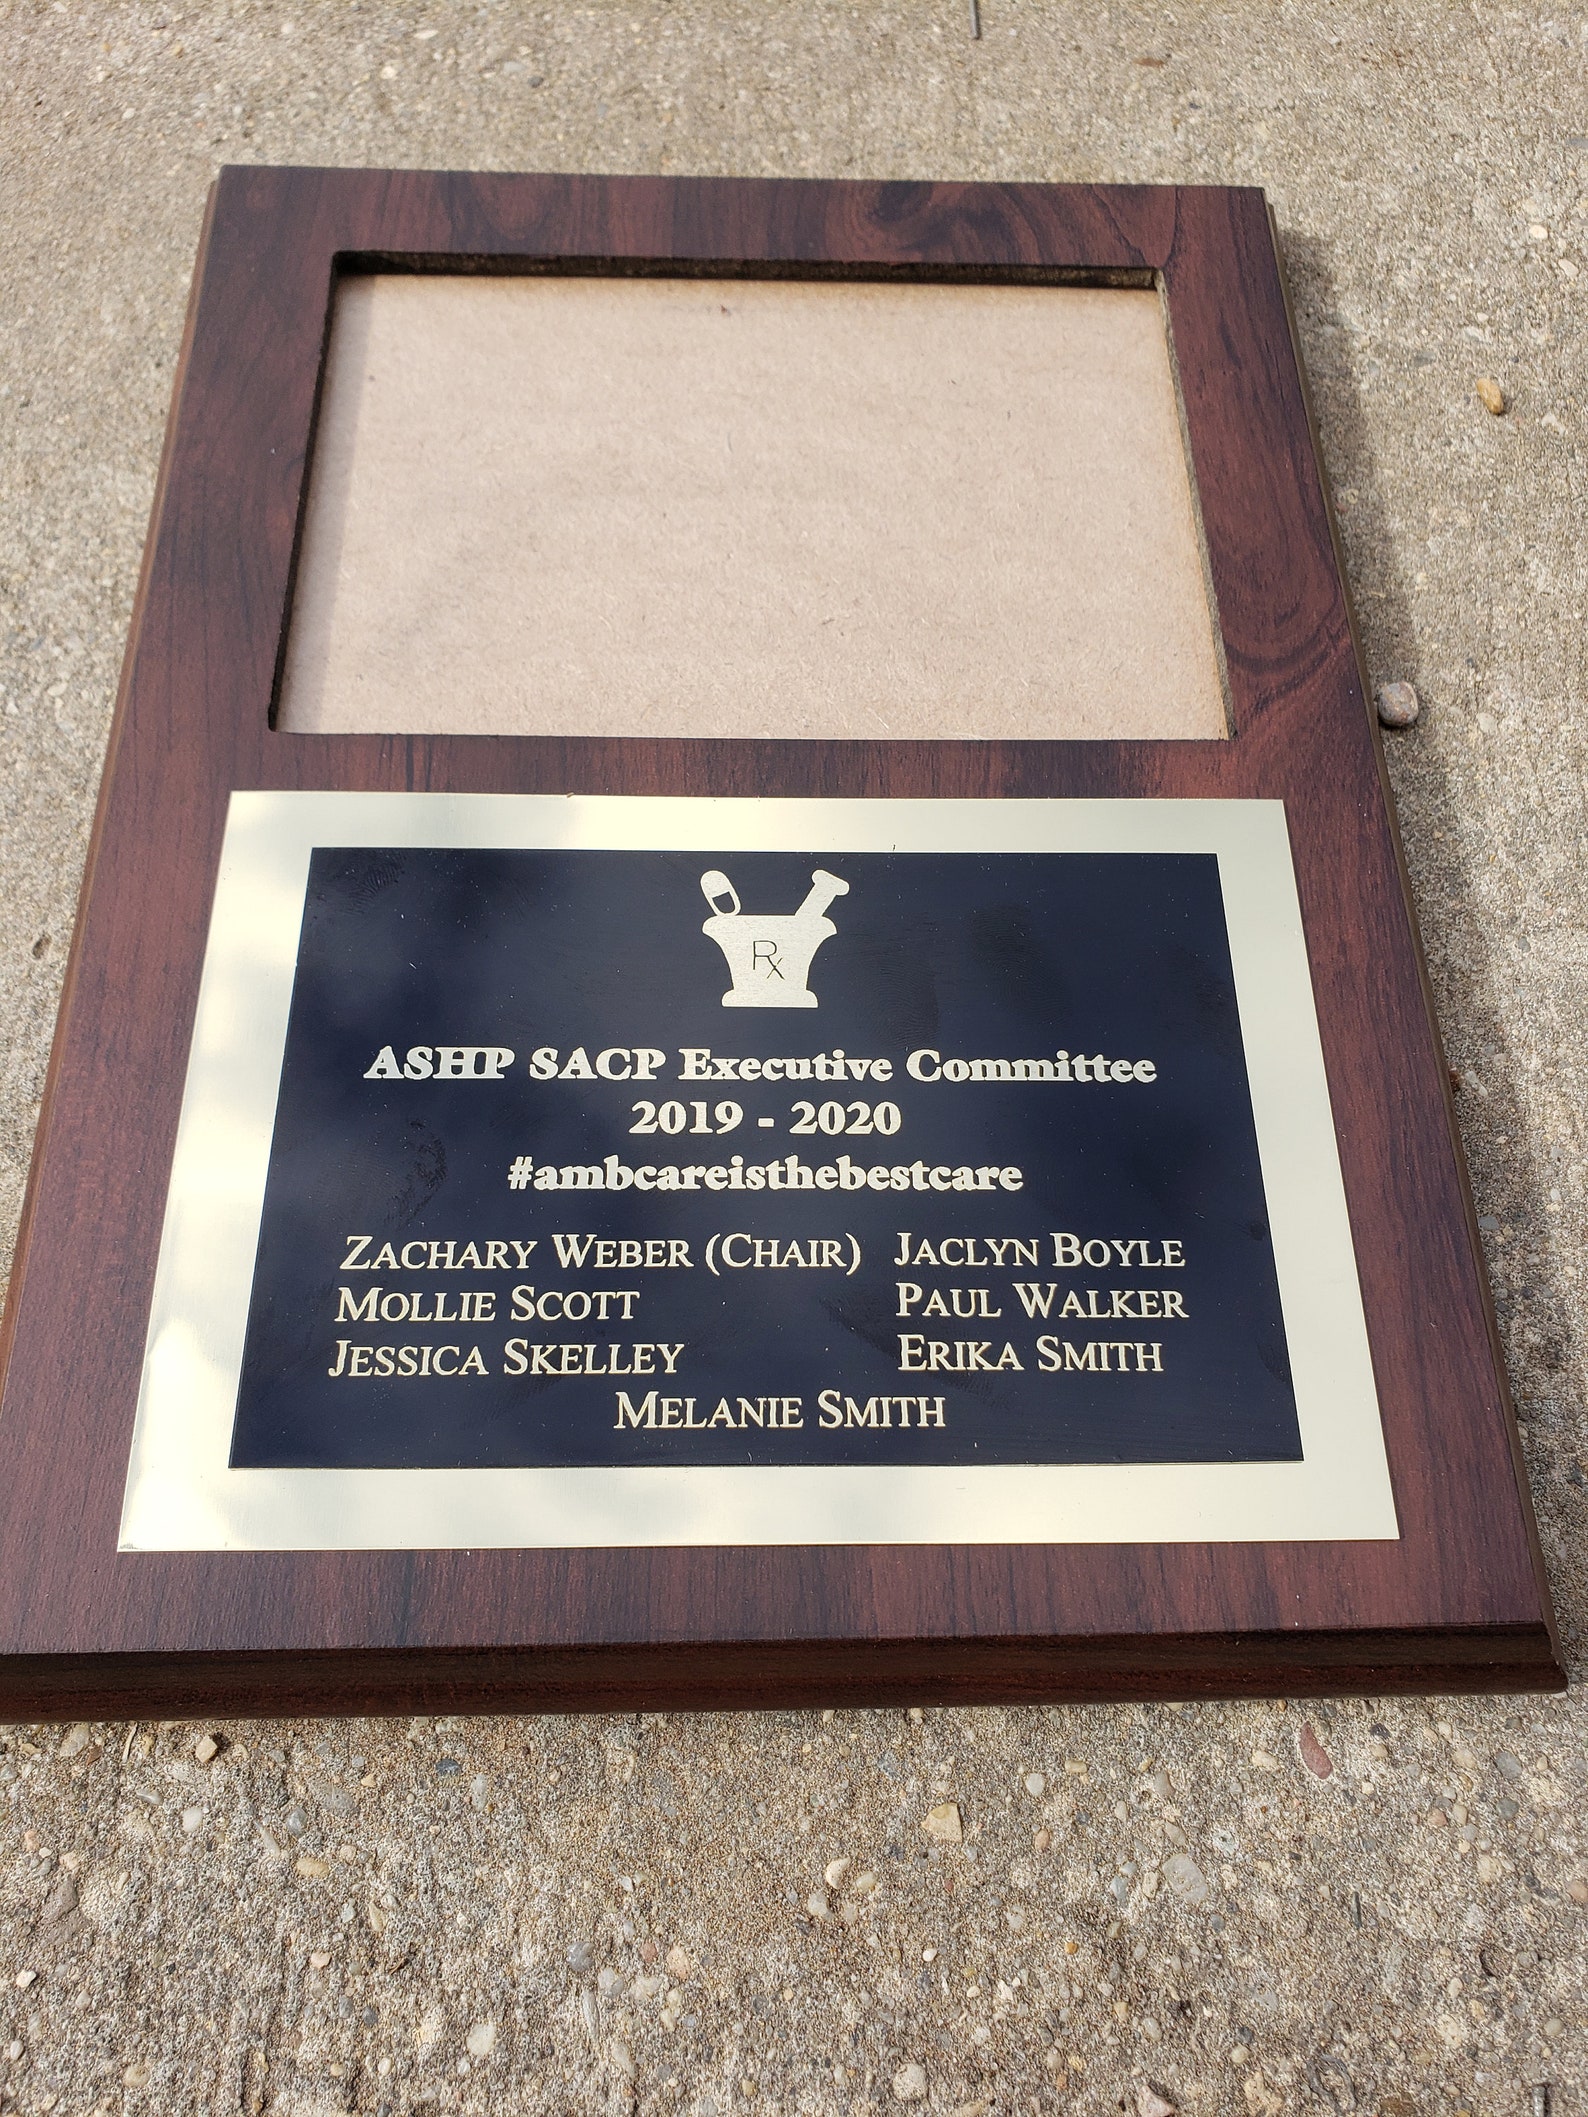 Rx
ASHP SACP Executive Committee
2019 - 2020
#ambcareisthebestcare
ZACHARY WEBER (CHAIR) JACLYN BOYLE
MOLLIE SCOTT PAUL WALKER
JESSICA SKELLEY ERIKA SMITH
MELANIE SMITH